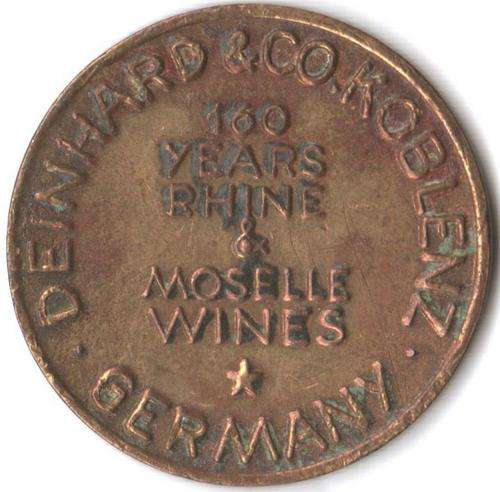 DEINHARD & CO. KOBLENZ
160
YEARS
RHINE
&
MOSELLE
WINES
· GERMANY ·